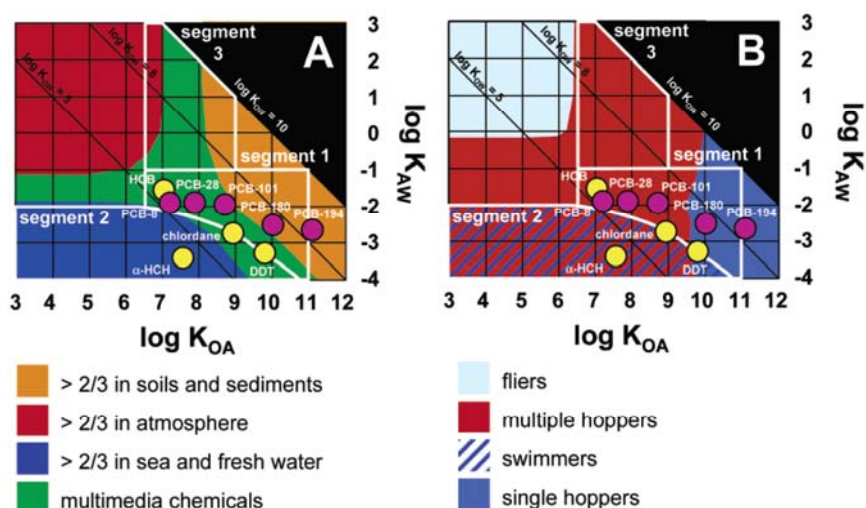 segment 3
A
log K_OW = 5
log K_OW = 8
log K_OW = 10
segment 1
HCB
PCB-28
PCB-101
PCB-8
PCB-180
PCB-194
segment 2
chlordane
α-HCH
DDT
3
2
1
0
-1
-2
-3
-4
log K_AW
3 4 5 6 7 8 9 10 11 12
log K_OA
> 2/3 in soils and sediments
> 2/3 in atmosphere
> 2/3 in sea and fresh water
multimedia chemicals
segment 3
B
log K_OW = 5
log K_OW = 8
log K_OW = 10
segment 1
HCB
PCB-28
PCB-101
PCB-8
PCB-180
PCB-194
segment 2
chlordane
α-HCH
DDT
3
2
1
0
-1
-2
-3
-4
log K_AW
3 4 5 6 7 8 9 10 11 12
log K_OA
fliers
multiple hoppers
swimmers
single hoppers